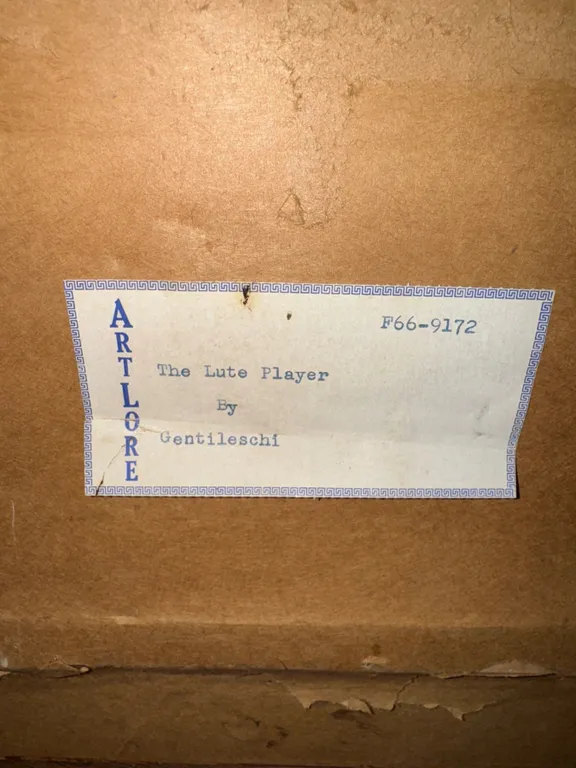 ARTLORE
F66-9172
The Lute Player
By
Gentileschi